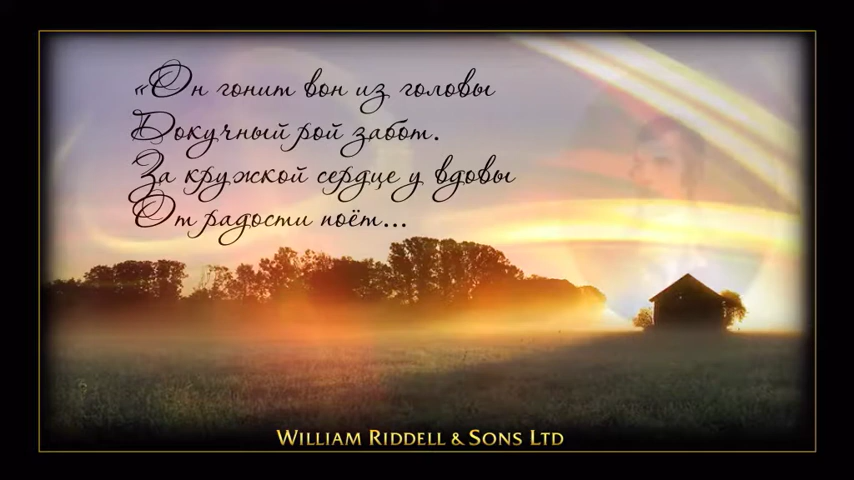 «Он гонит вон из головы
Докучный рой забот.
За кружкой сердце у вдовы
От радости поёт...
WILLIAM RIDDELL & SONS LTD